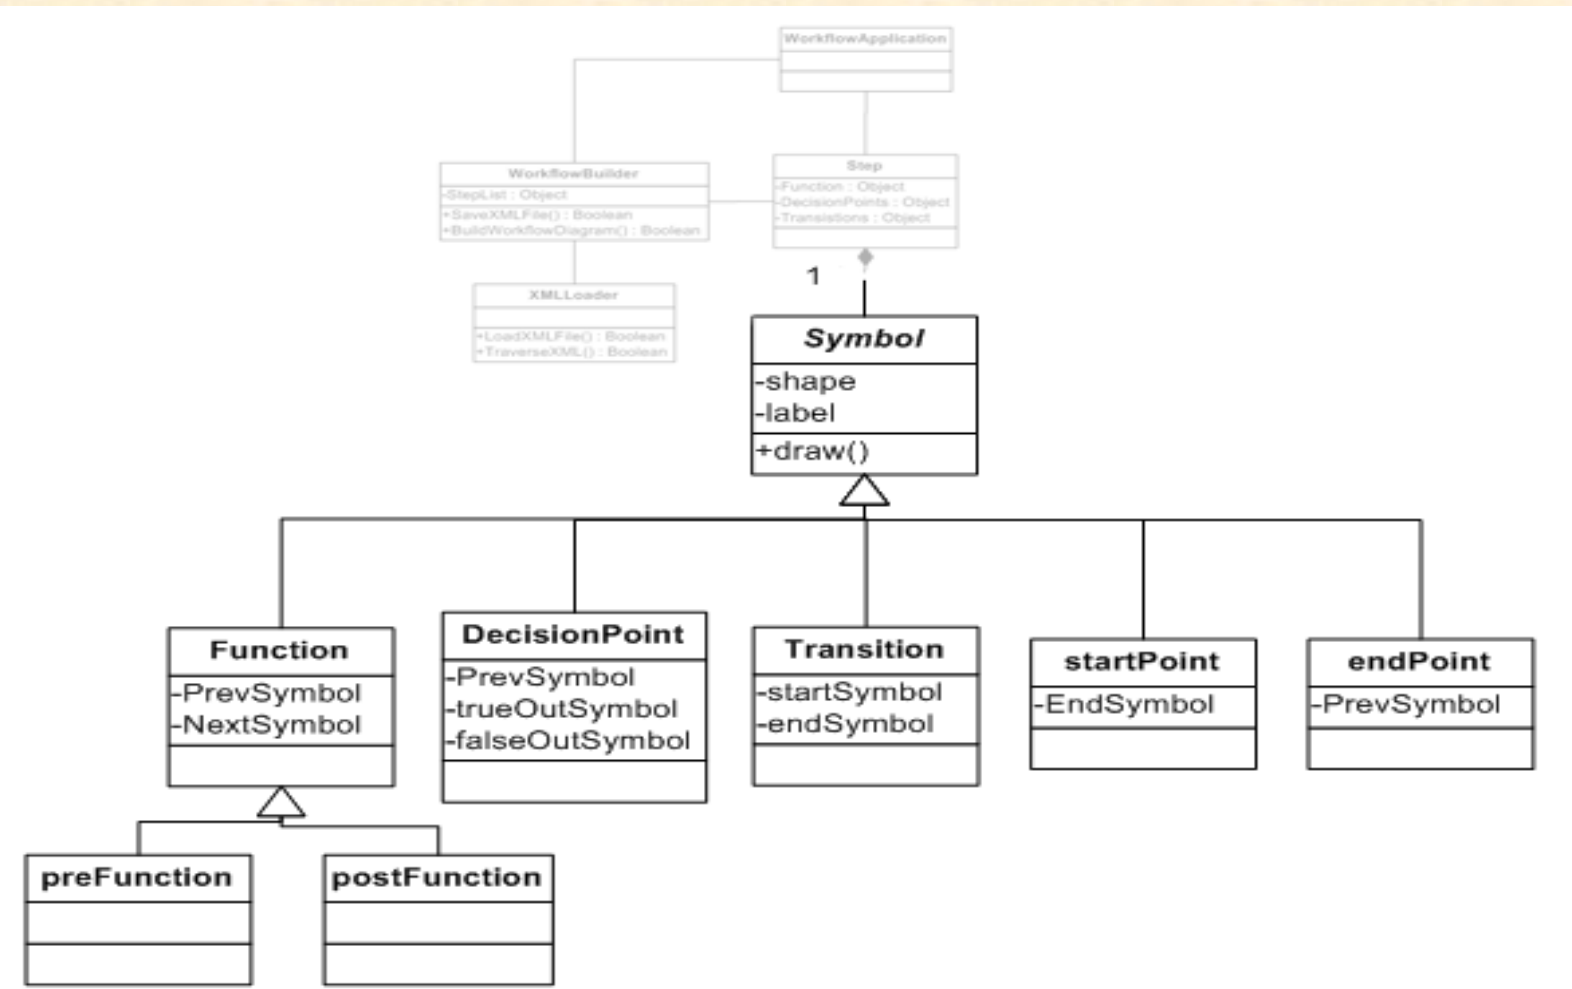 WorkflowApplication
WorkflowBuilder
-StepList : Object
+SaveXMLFile() : Boolean
+BuildWorkflowDiagram() : Boolean
Step
-Function : Object
-DecisionPoints : Object
-Transistions : Object
XMLLoader
+LoadXMLFile() : Boolean
+TraverseXML() : Boolean
1
Symbol
-shape
-label
+draw()
Function
-PrevSymbol
-NextSymbol
DecisionPoint
-PrevSymbol
-trueOutSymbol
-falseOutSymbol
Transition
-startSymbol
-endSymbol
startPoint
-EndSymbol
endPoint
-PrevSymbol
preFunction
postFunction